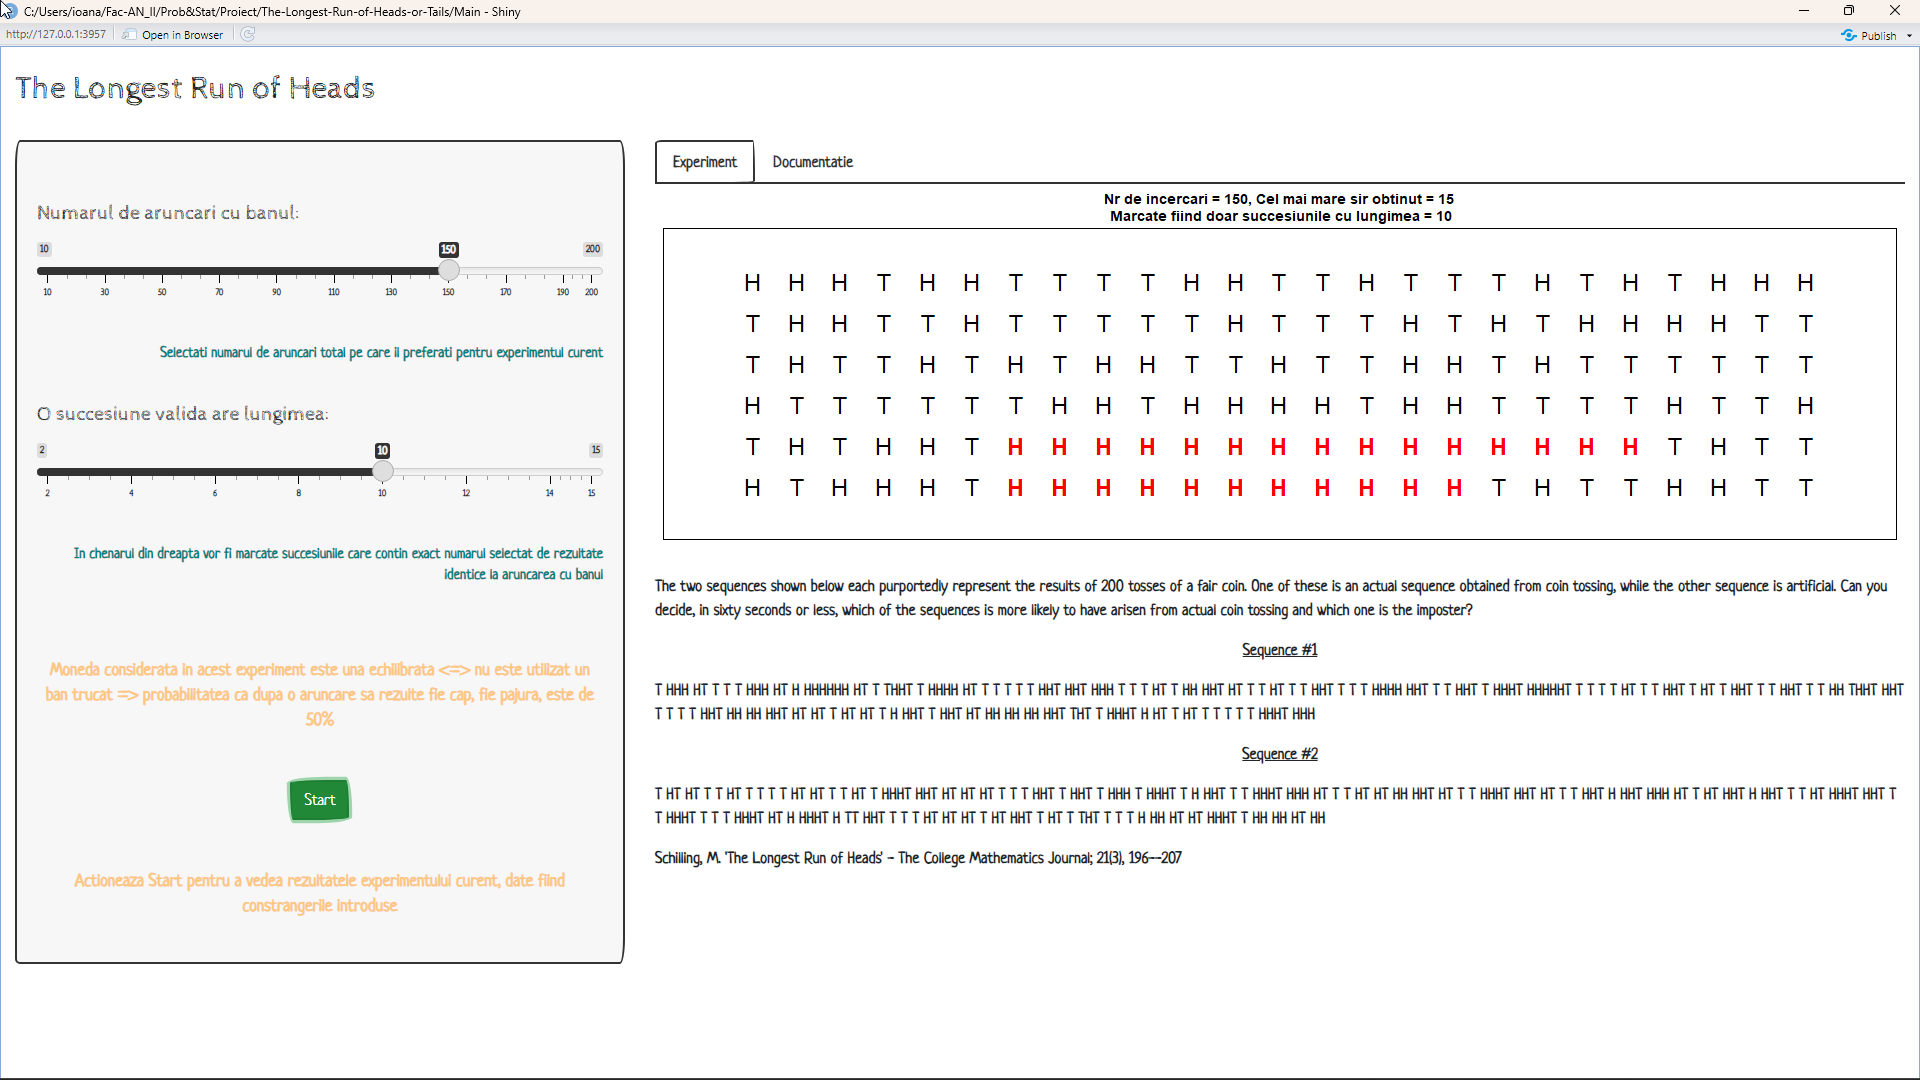 C:/Users/ioana/Fac-AN_II/Prob&Stat/Proiect/The-Longest-Run-of-Heads-or-Tails/Main - Shiny
http://127.0.0.1:3957 Open in Browser Publish
The Longest Run of Heads
Numarul de aruncari cu banul:
10 150 200
10 30 50 70 90 110 130 150 170 190 200
Selectati numarul de aruncari total pe care il preferati pentru experimentul curent
O succesiune valida are lungimea:
2 10 15
2 4 6 8 10 12 14 15
In chenarul din dreapta vor fi marcate succesiunile care contin exact numarul selectat de rezultate
identice la aruncarea cu banul
Moneda considerata in acest experiment este una echilibrata <=> nu este utilizat un
ban trucat => probabilitatea ca dupa o aruncare sa rezulte fie cap, fie pajura, este de
50%
Start
Actioneaza Start pentru a vedea rezultatele experimentului curent, date fiind
constrangerile introduse
Experiment Documentatie
Nr de incercari = 150, Cel mai mare sir obtinut = 15
Marcate fiind doar succesiunile cu lungimea = 10
H H H T H H T T T T H H T T H T T T H T H T H H H
T H H T T H T T T T T H T T T H T H T H H H H T T
T H T T H T H T H H T T H T T H H T H T T T T T T
H T T T T T T H H T H H H H T H H T T T T H T T H
T H T H H T H H H H H H H H H H H H H H H T H T T
H T H H H T H H H H H H H H H H H T H T T H H T T
The two sequences shown below each purportedly represent the results of 200 tosses of a fair coin. One of these is an actual sequence obtained from coin tossing, while the other sequence is artificial. Can you
decide, in sixty seconds or less, which of the sequences is more likely to have arisen from actual coin tossing and which one is the imposter?
Sequence #1
T HHH HT T T T HHH HT H HHHHHH HT T THHT T HHHH HT T T T T T HHT HHT HHH T T T HT T HH HHT HT T T HT T T HHT T T T HHHH HHT T T HHT T HHHT HHHHHT T T T T HT T T HHT T HT T HHT T T HHT T T HH THHT HHT
T T T T HHT HH HH HHT HT HT T HT HT T H HHT T HHT HT HH HH HH HHT THT T HHHT H HT T HT T T T T T HHHT HHH
Sequence #2
T HT HT T T HT T T T T HT HT T T HT T HHHT HHT HT HT HT T T T HHT T HHT T HHH T HHHT T H HHT T T HHHT HHH HT T T HT HT HH HHT HT T T HHHT HHT HT T T HHT H HHT HHH HT T HT HHT H HHT T T HT HHHT HHT T
T HHHT T T T HHHT HT H HHHT H TT HHT T T T HT HT HT T HT HHT T HT T THT T T T H HH HT HT HHHT T HH HH HT HH
Schilling, M. 'The Longest Run of Heads' - The College Mathematics Journal; 21(3), 196--207